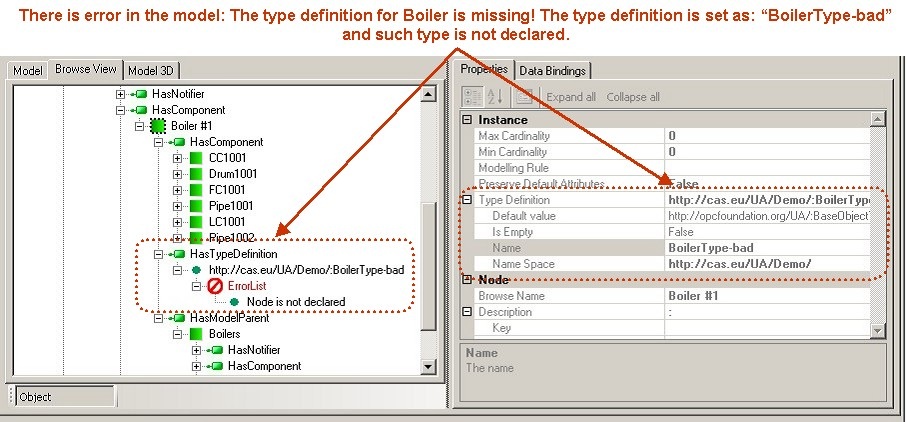 There is error in the model: The type definition for Boiler is missing! The type definition is set as: “BoilerType-bad”
and such type is not declared.
Model
Browse View
Model 3D
HasNotifier
HasComponent
Boiler #1
HasComponent
CC1001
Drum1001
FC1001
Pipe1001
LC1001
Pipe1002
HasTypeDefinition
http://cas.eu/UA/Demo/:BoilerType-bad
ErrorList
Node is not declared
HasModelParent
Boilers
HasNotifier
HasComponent
Object
Properties
Data Bindings
Expand all
Collapse all
Instance
Max Cardinality 0
Min Cardinality 0
Modelling Rule
Preserve Default Attributes False
Type Definition http://cas.eu/UA/Demo/:BoilerType
Default value http://opcfoundation.org/UA/:BaseObject
Is Empty False
Name BoilerType-bad
Name Space http://cas.eu/UA/Demo/
Node
Browse Name Boiler #1
Description :
Key
Name
The name